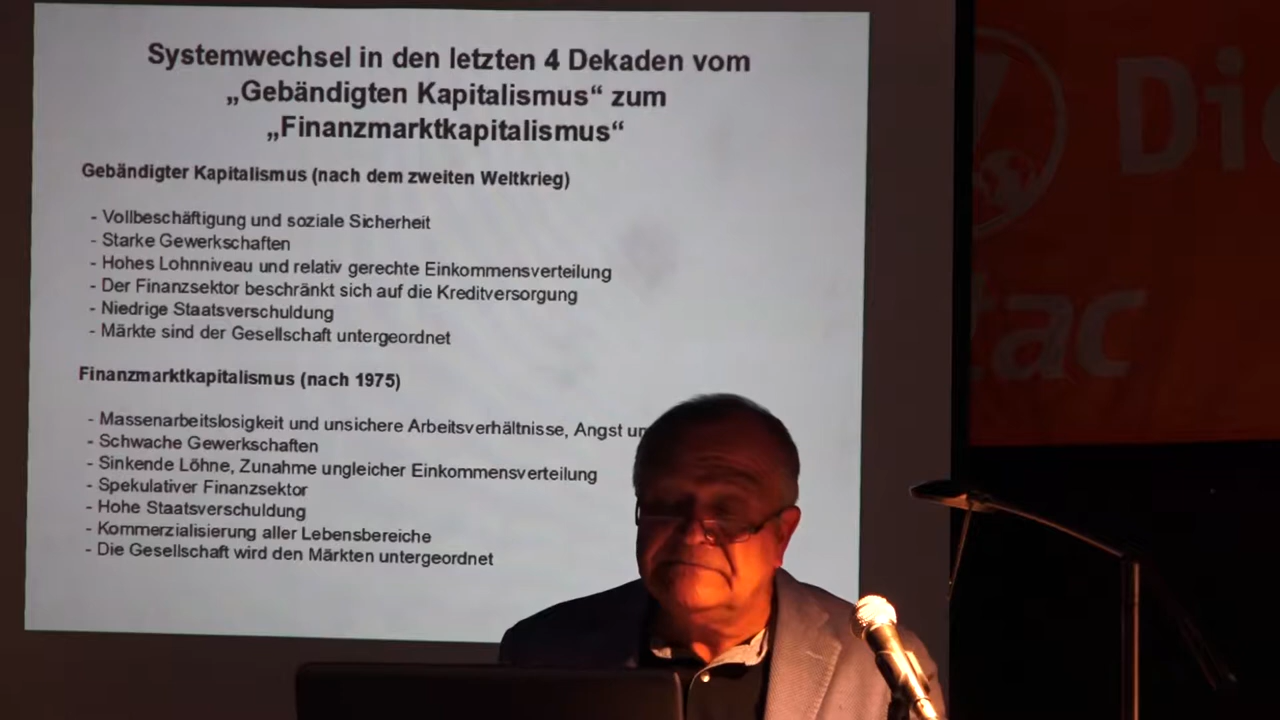 Systemwechsel in den letzten 4 Dekaden vom
„Gebändigten Kapitalismus“ zum
„Finanzmarktkapitalismus“
Gebändigter Kapitalismus (nach dem zweiten Weltkrieg)
- Vollbeschäftigung und soziale Sicherheit
- Starke Gewerkschaften
- Hohes Lohnniveau und relativ gerechte Einkommensverteilung
- Der Finanzsektor beschränkt sich auf die Kreditversorgung
- Niedrige Staatsverschuldung
- Märkte sind der Gesellschaft untergeordnet
Finanzmarktkapitalismus (nach 1975)
- Massenarbeitslosigkeit und unsichere Arbeitsverhältnisse, Angst
- Schwache Gewerkschaften
- Sinkende Löhne, Zunahme ungleicher Einkommensverteilung
- Spekulativer Finanzsektor
- Hohe Staatsverschuldung
- Kommerzialisierung aller Lebensbereiche
- Die Gesellschaft wird den Märkten untergeordnet
Die
tac